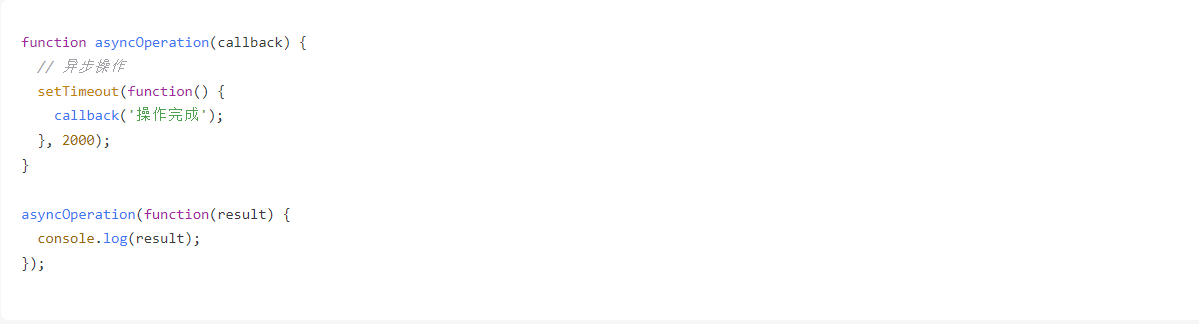 function asyncOperation(callback) {
  // 异步操作
  setTimeout(function() {
    callback('操作完成');
  }, 2000);
}

asyncOperation(function(result) {
  console.log(result);
});